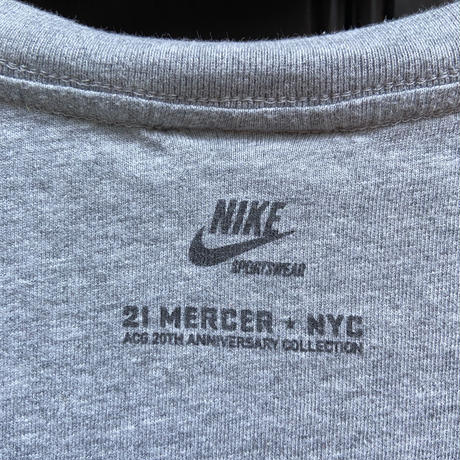 NIKE
SPORTSWEAR
21 MERCER ★ NYC
ACG 20TH ANNIVERSARY COLLECTION